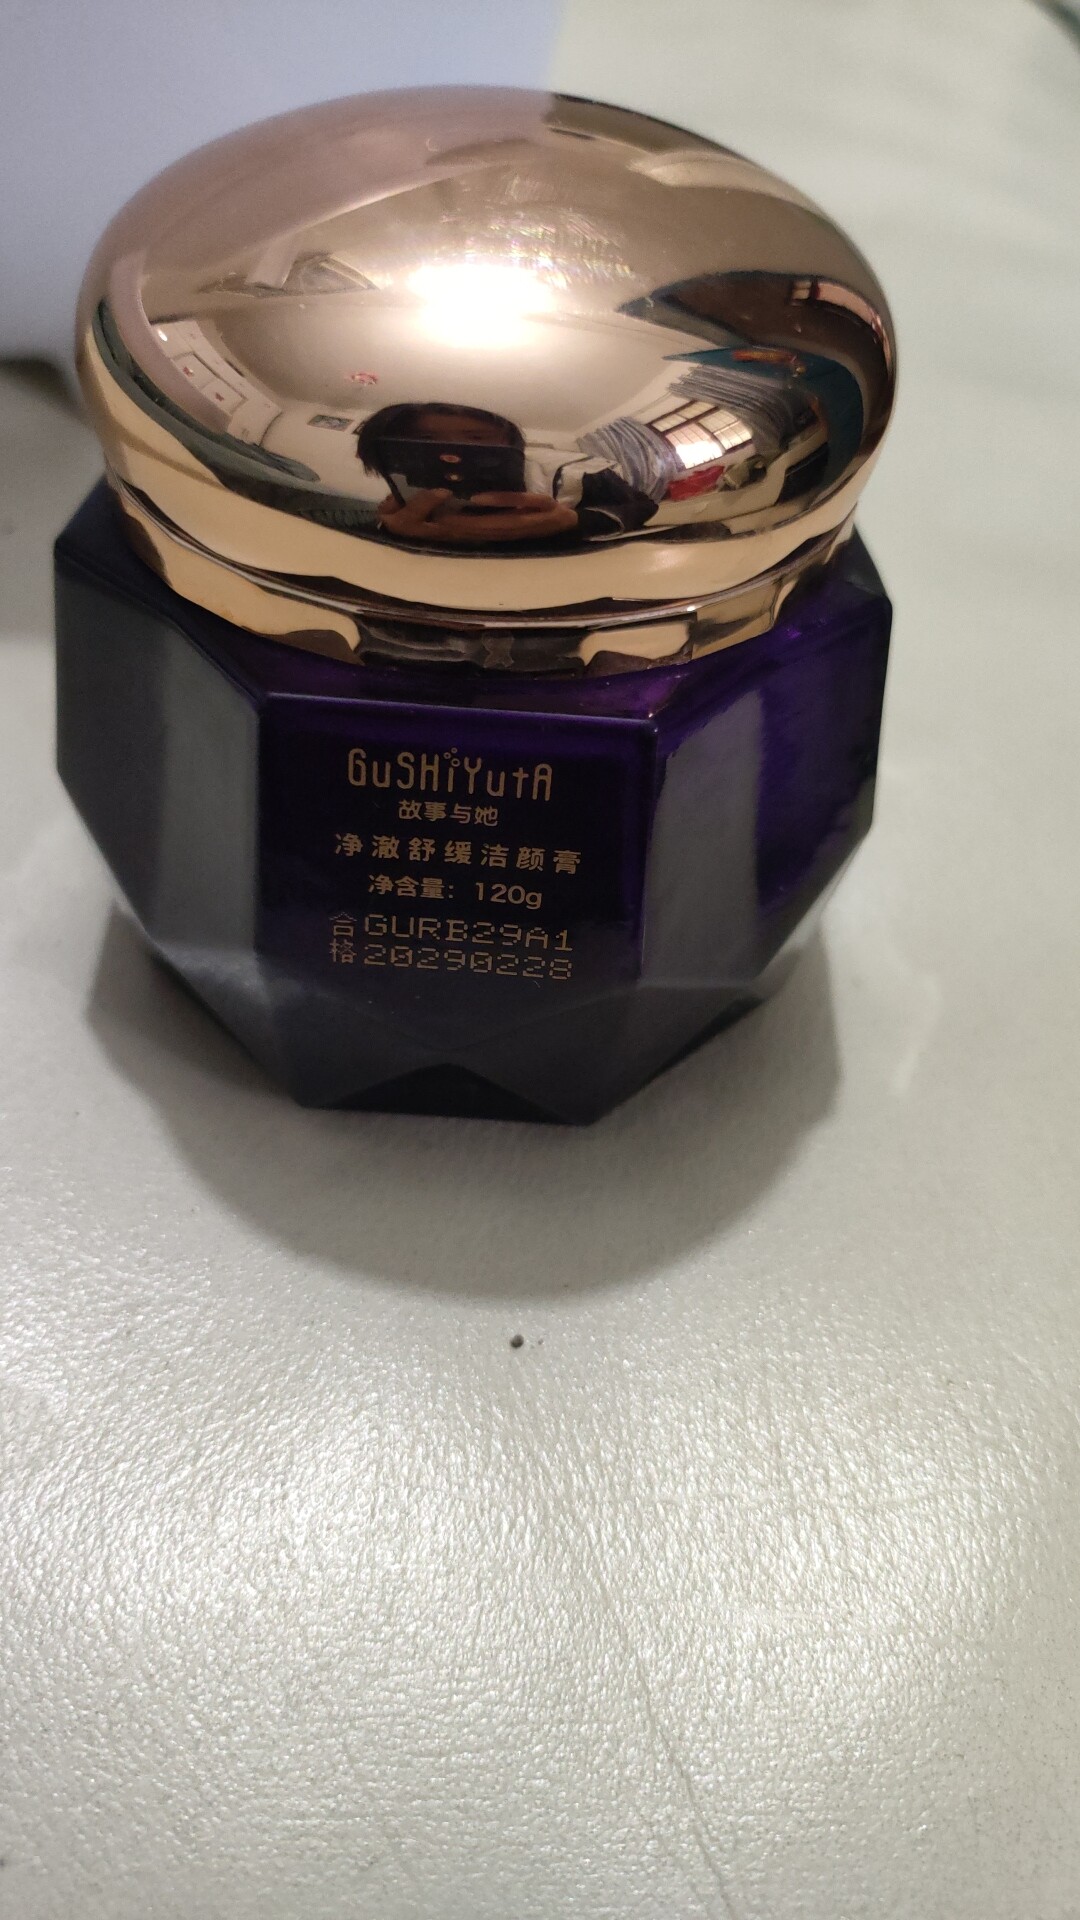 GuSHiYutA
故事与她
净澈舒缓洁颜膏
净含量：120g
合GURB29A1
格20290228